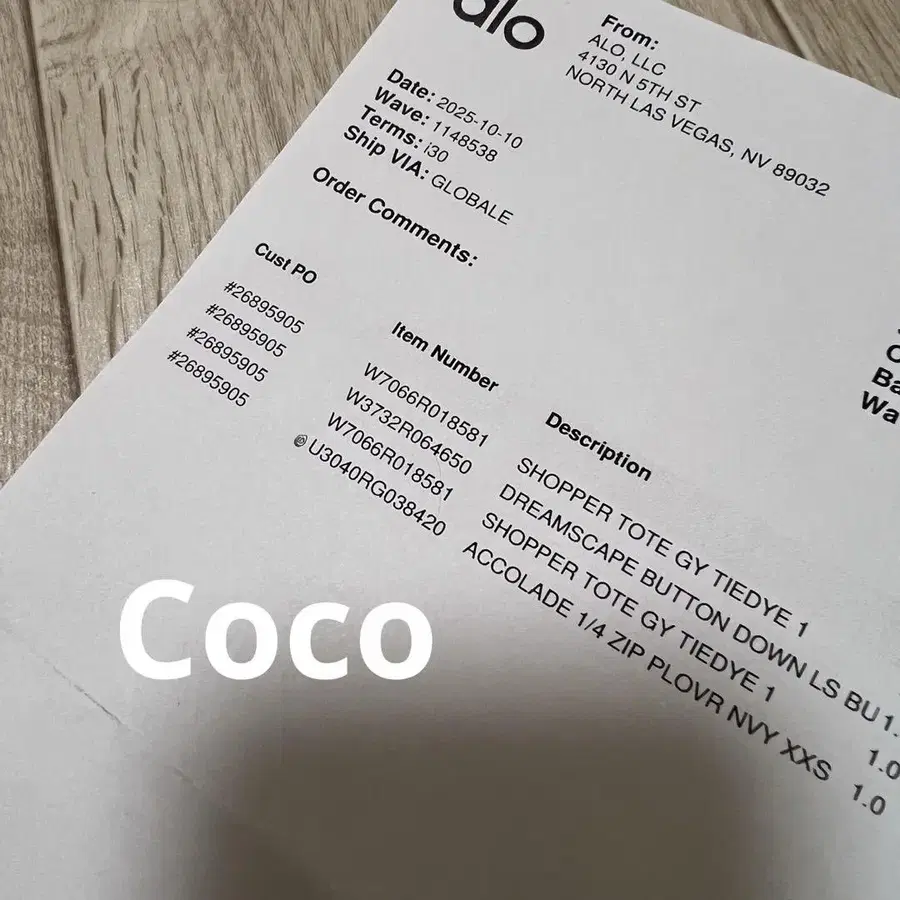 alo
From:
ALO, LLC
4130 N 5TH ST
NORTH LAS VEGAS, NV 89032
Date: 2025-10-10
Wave: 1148538
Terms: i30
Ship VIA: GLOBALE
Order Comments:
Cust PO Item Number Description
#26895905 W7066R018581 SHOPPER TOTE GY TIEDYE 1
#26895905 W3732R064650 DREAMSCAPE BUTTON DOWN LS BU 1.
#26895905 W7066R018581 SHOPPER TOTE GY TIEDYE 1 1.0
#26895905 U3040RG038420 ACCOLADE 1/4 ZIP PLOVR NVY XXS 1.0
Ba
Wa
Coco